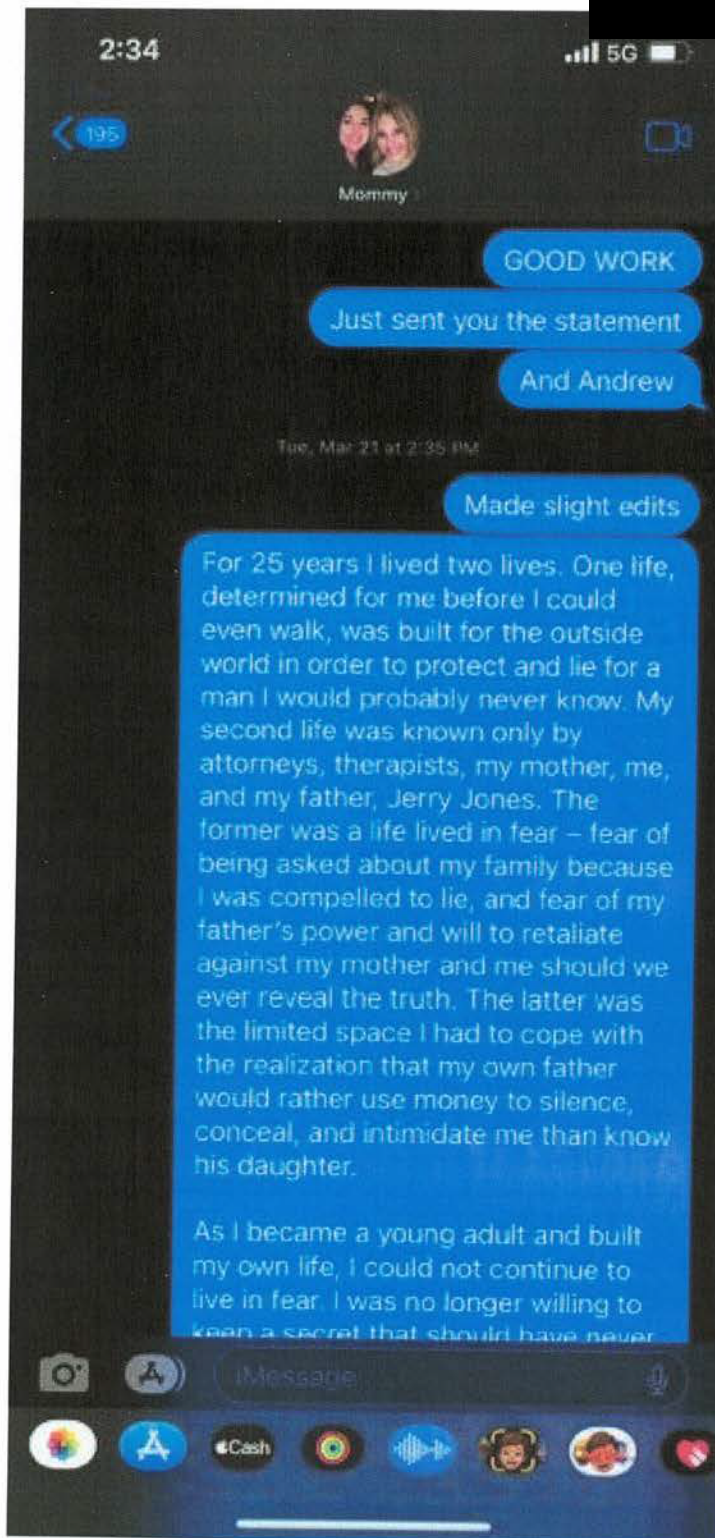 2:34
5G
195
Mommy
GOOD WORK
Just sent you the statement
And Andrew
Tue, Mar 21 at 2:35 PM
Made slight edits
For 25 years I lived two lives. One life,
determined for me before I could
even walk, was built for the outside
world in order to protect and lie for a
man I would probably never know. My
second life was known only by
attorneys, therapists, my mother, me,
and my father, Jerry Jones. The
former was a life lived in fear – fear of
being asked about my family because
I was compelled to lie, and fear of my
father's power and will to retaliate
against my mother and me should we
ever reveal the truth. The latter was
the limited space I had to cope with
the realization that my own father
would rather use money to silence,
conceal, and intimidate me than know
his daughter.
As I became a young adult and built
my own life, I could not continue to
live in fear. I was no longer willing to
keep a secret that should have never
iMessage
Cash